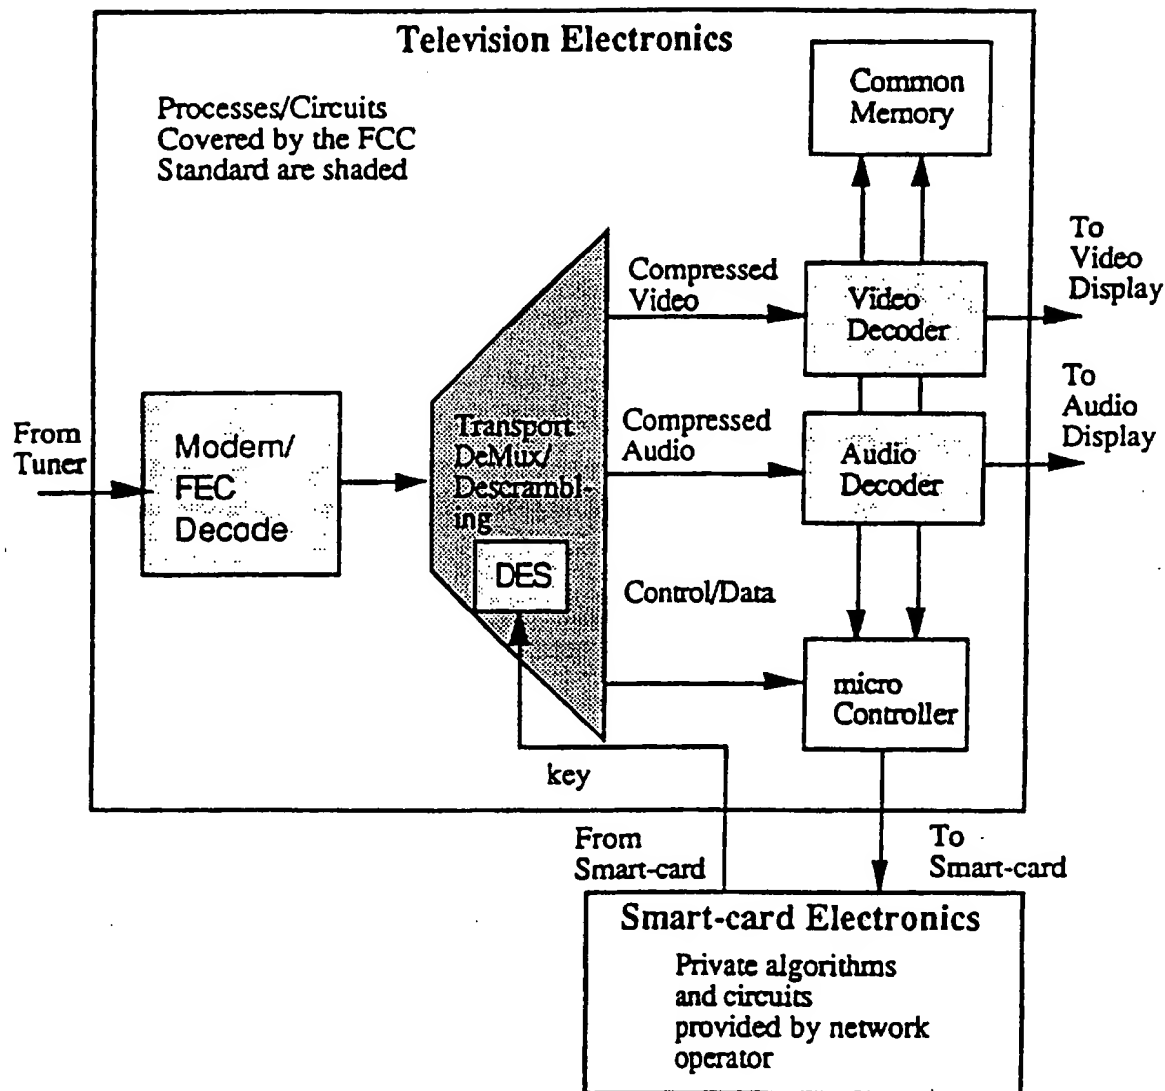 Television Electronics
Processes/Circuits
Covered by the FCC
Standard are shaded
Common
Memory
To
Video
Display
Compressed
Video
Video
Decoder
To
Audio
Display
From
Tuner
Modem/
FEC
Decode
Transport
DeMux/
Descrambl-
ing
DES
Compressed
Audio
Audio
Decoder
Control/Data
micro
Controller
key
From
Smart-card
To
Smart-card
Smart-card Electronics
Private algorithms
and circuits
provided by network
operator